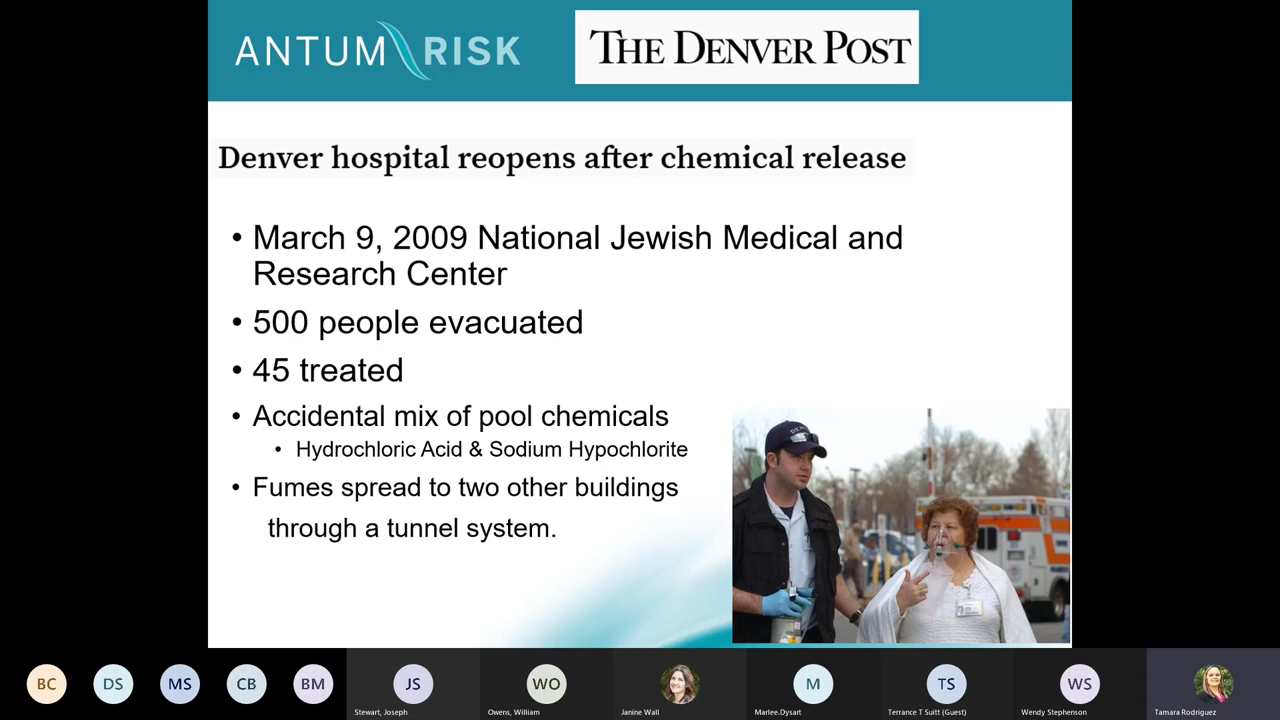 ANTUM RISK
THE DENVER POST
Denver hospital reopens after chemical release
• March 9, 2009 National Jewish Medical and
Research Center
• 500 people evacuated
• 45 treated
• Accidental mix of pool chemicals
• Hydrochloric Acid & Sodium Hypochlorite
• Fumes spread to two other buildings
through a tunnel system.
BC
DS
MS
CB
BM
JS
WO
M
TS
WS
Stewart, Joseph
Owens, William
Janine Wall
Marlee.Dysart
Terrance T Suitt (Guest)
Wendy Stephenson
Tamara Rodriguez